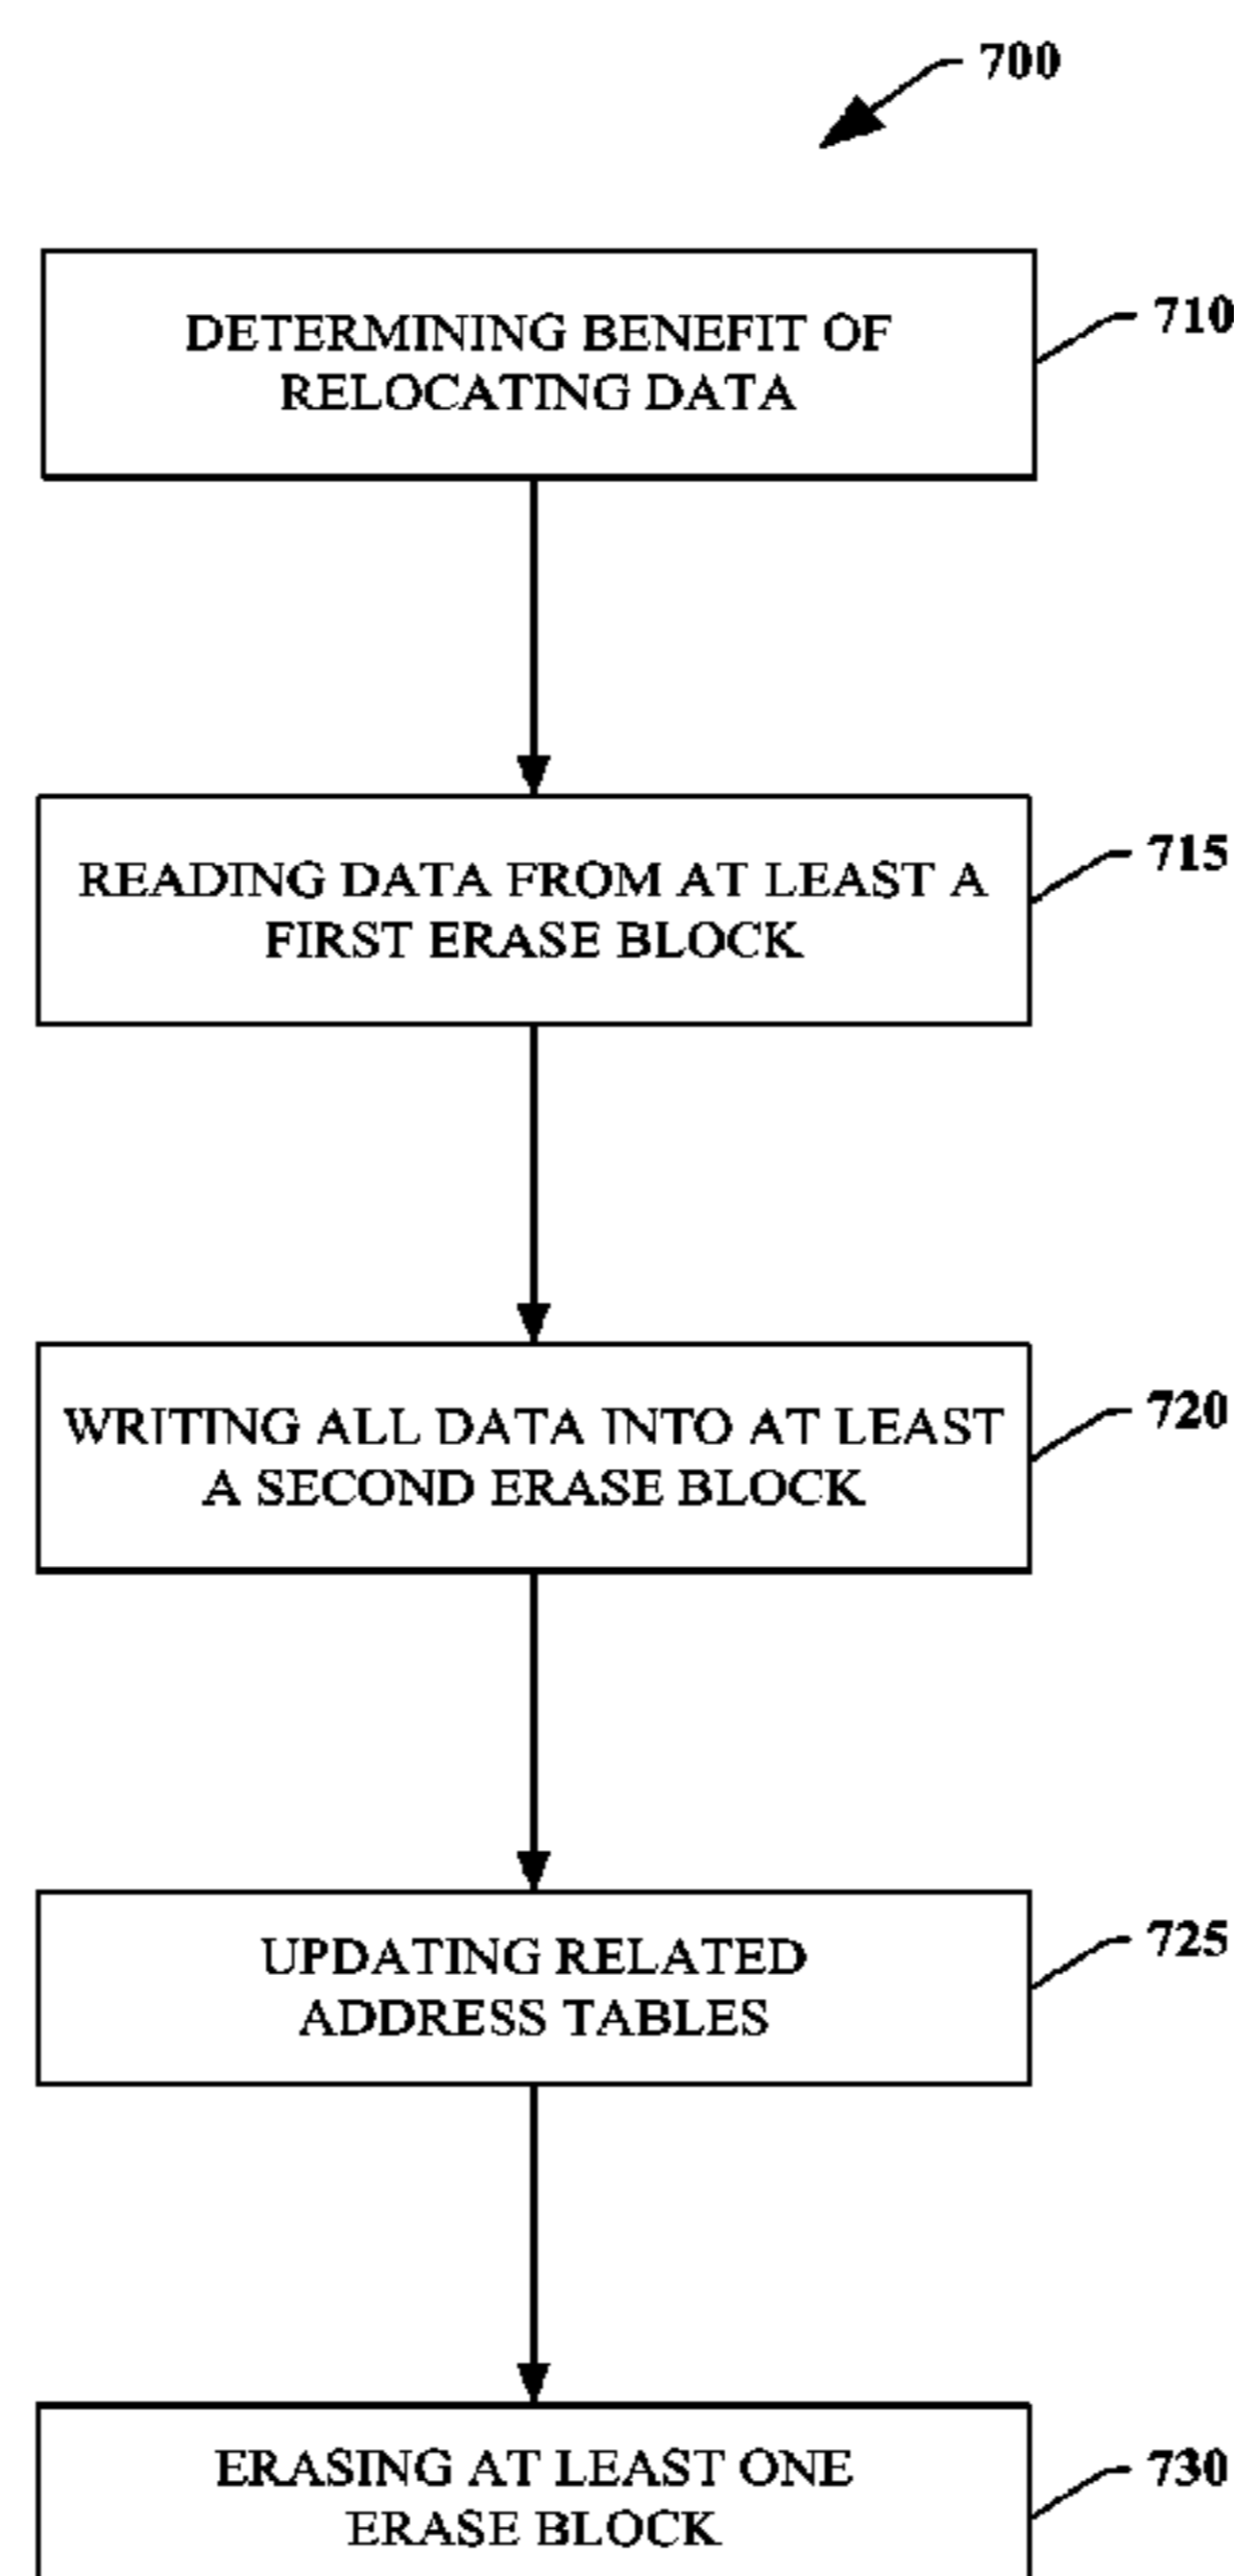 700
DETERMINING BENEFIT OF
RELOCATING DATA
710
READING DATA FROM AT LEAST A
FIRST ERASE BLOCK
715
WRITING ALL DATA INTO AT LEAST
A SECOND ERASE BLOCK
720
UPDATING RELATED
ADDRESS TABLES
725
ERASING AT LEAST ONE
ERASE BLOCK
730